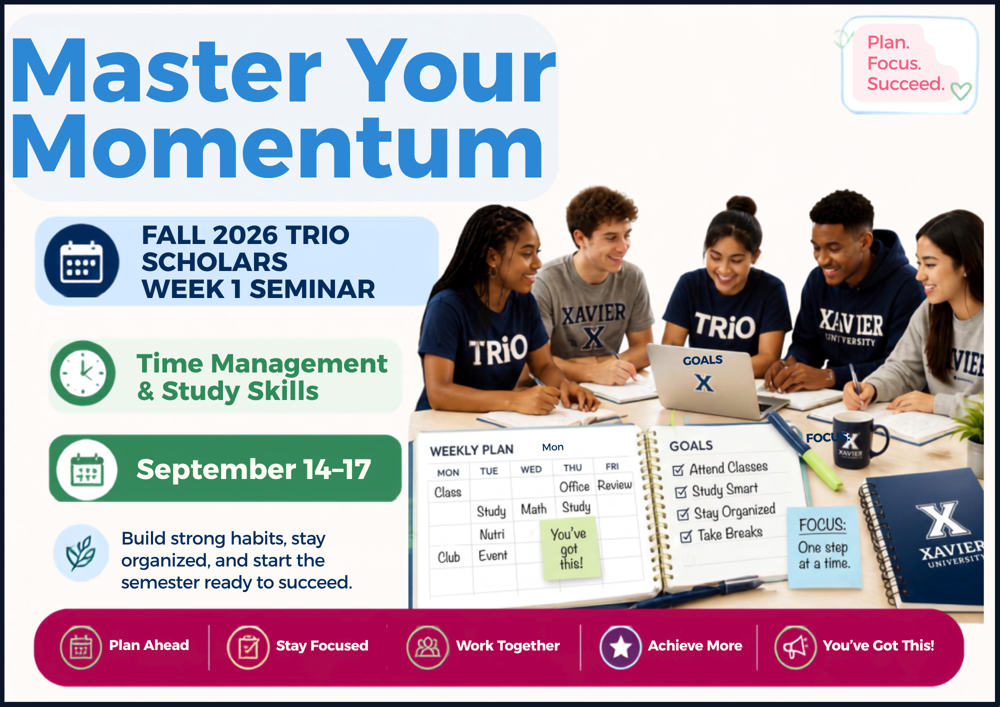 Master Your
Momentum
Plan.
Focus.
Succeed.
FALL 2026 TRIO
SCHOLARS
WEEK 1 SEMINAR
Time Management
& Study Skills
September 14–17
Build strong habits, stay
organized, and start the
semester ready to succeed.
TRiO
XAVIER
X
TRiO
XAVIER
UNIVERSITY
VIER
GOALS
X
FOCUS:
X
XAVIER
WEEKLY PLAN
Mon
MON TUE WED THU FRI
Class Office Review
Study Math Study
Nutri
Club Event
You've
got
this!
GOALS
Attend Classes
Study Smart
Stay Organized
Take Breaks
FOCUS:
One step
at a time.
X
XAVIER
UNIVERSITY
Plan Ahead
Stay Focused
Work Together
Achieve More
You've Got This!